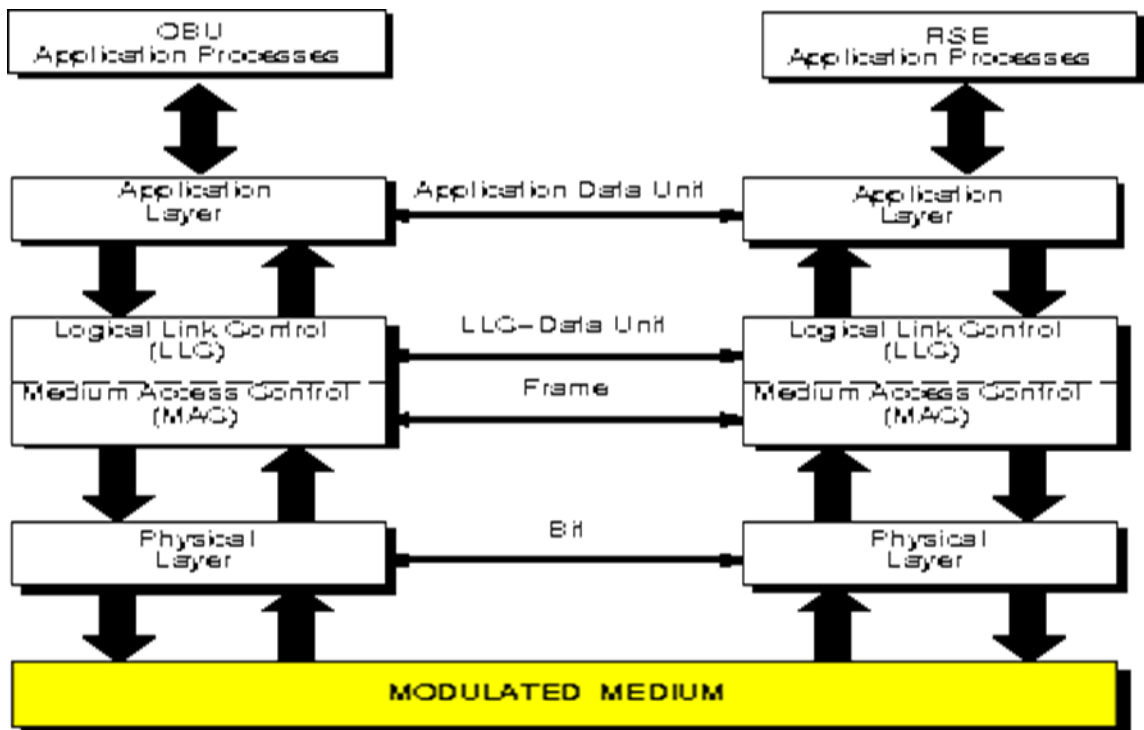 OBU
Application Processes
RSE
Application Processes
Application
Layer
Application Data Unit
Application
Layer
Logical Link Control
(LLC)
LLC-Data Unit
Logical Link Control
(LLC)
Medium Access Control
(MAC)
Frame
Medium Access Control
(MAC)
Physical
Layer
Bit
Physical
Layer
MODULATED MEDIUM